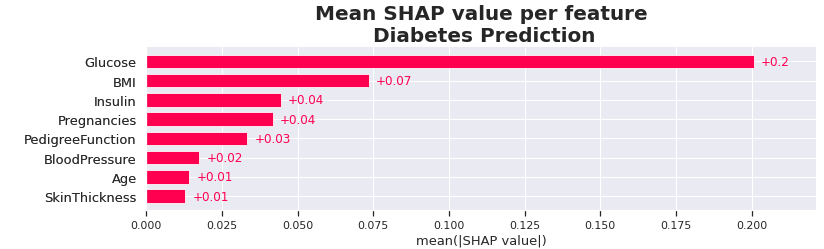 Mean SHAP value per feature
Diabetes Prediction
Glucose +0.2
BMI +0.07
Insulin +0.04
Pregnancies +0.04
PedigreeFunction +0.03
BloodPressure +0.02
Age +0.01
SkinThickness +0.01
0.000 0.025 0.050 0.075 0.100 0.125 0.150 0.175 0.200
mean(|SHAP value|)